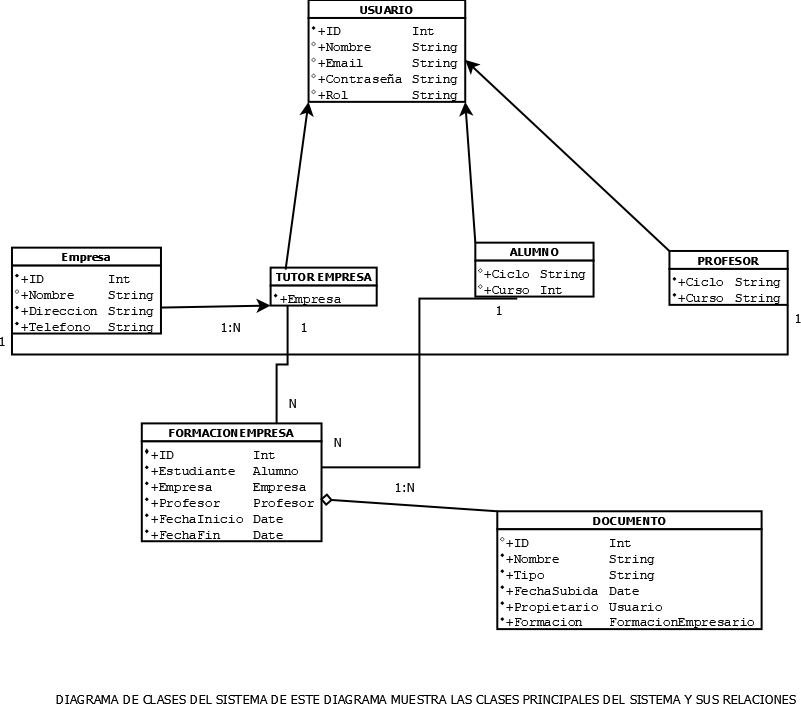 USUARIO
+ID Int
+Nombre String
+Email String
+Contraseña String
+Rol String
Empresa
+ID Int
+Nombre String
+Direccion String
+Telefono String
TUTOR EMPRESA
+Empresa
ALUMNO
+Ciclo String
+Curso Int
PROFESOR
+Ciclo String
+Curso String
1:N
1
1
1
1
N
N
FORMACION EMPRESA
+ID Int
+Estudiante Alumno
+Empresa Empresa
+Profesor Profesor
+FechaInicio Date
+FechaFin Date
1:N
DOCUMENTO
+ID Int
+Nombre String
+Tipo String
+FechaSubida Date
+Propietario Usuario
+Formacion FormacionEmpresario
DIAGRAMA DE CLASES DEL SISTEMA DE ESTE DIAGRAMA MUESTRA LAS CLASES PRINCIPALES DEL SISTEMA Y SUS RELACIONES